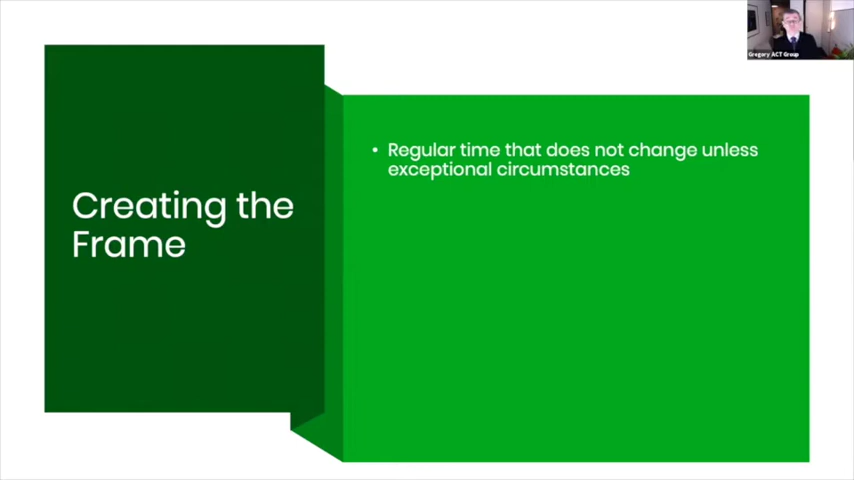 Gregory ACT Group
Creating the
Frame
• Regular time that does not change unless
exceptional circumstances